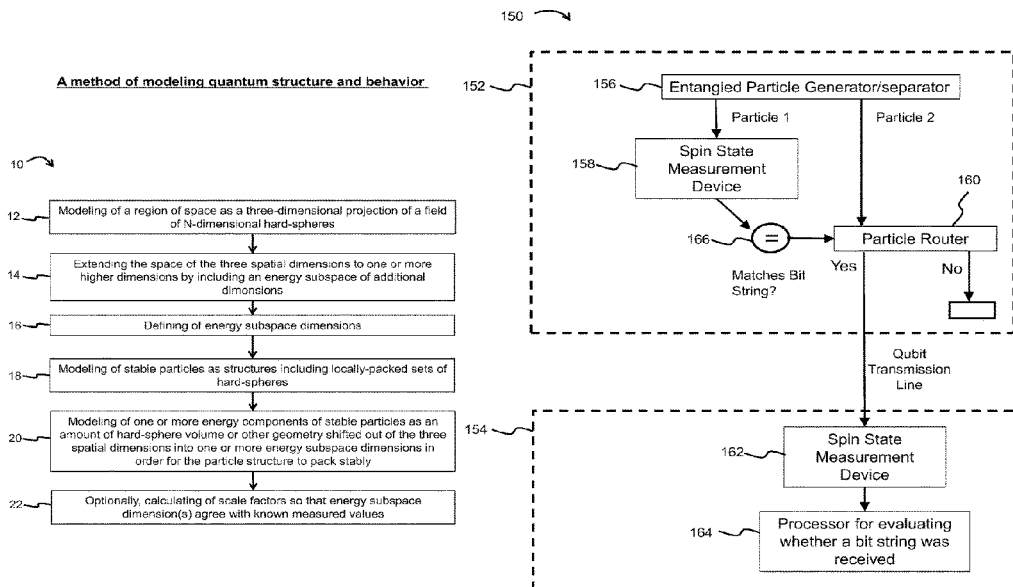 150
A method of modeling quantum structure and behavior
10
12
Modeling of a region of space as a three-dimensional projection of a field
of N-dimensional hard-spheres
14
Extending the space of the three spatial dimensions to one or more
higher dimensions by including an energy subspace of additional
dimensions
16
Defining of energy subspace dimensions
18
Modeling of stable particles as structures including locally-packed sets of
hard-spheres
20
Modeling of one or more energy components of stable particles as an
amount of hard-sphere volume or other geometry shifted out of the three
spatial dimensions into one or more energy subspace dimensions in
order for the particle structure to pack stably
22
Optionally, calculating of scale factors so that energy subspace
dimension(s) agree with known measured values
152
156
Entangled Particle Generator/separator
Particle 1
Particle 2
158
Spin State
Measurement
Device
160
166
=
Particle Router
Matches Bit
String?
Yes
No
Qubit
Transmission
Line
154
162
Spin State
Measurement
Device
164
Processor for evaluating
whether a bit string was
received